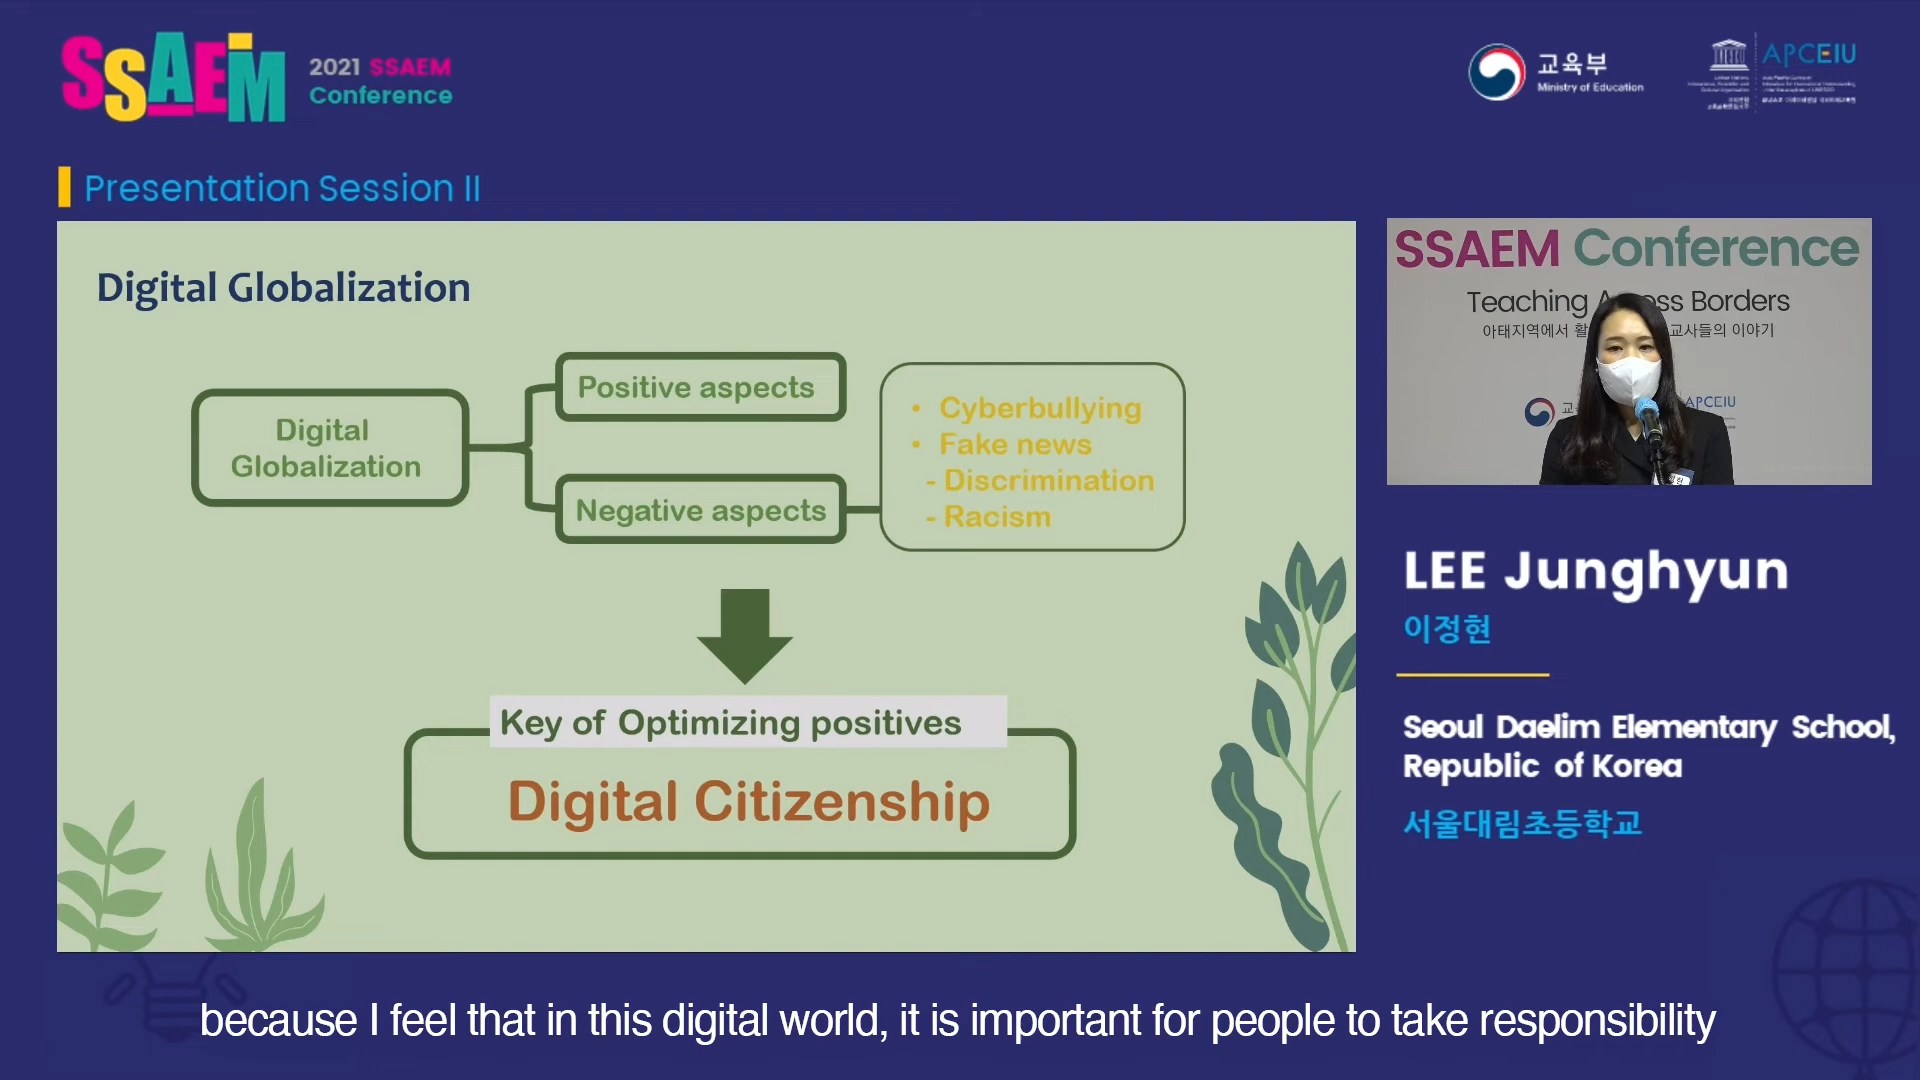 SSAEM
2021 SSAEM
Conference
교육부
Ministry of Education
APCEIU
Presentation Session II
Digital Globalization
Digital
Globalization
Positive aspects
Negative aspects
• Cyberbullying
• Fake news
- Discrimination
- Racism
Key of Optimizing positives
Digital Citizenship
SSAEM Conference
Teaching Borders
아태지역에서 교사들의 이야기
APCEIU
LEE Junghyun
이정현
Seoul Daelim Elementary School,
Republic of Korea
서울대림초등학교
because I feel that in this digital world, it is important for people to take responsibility